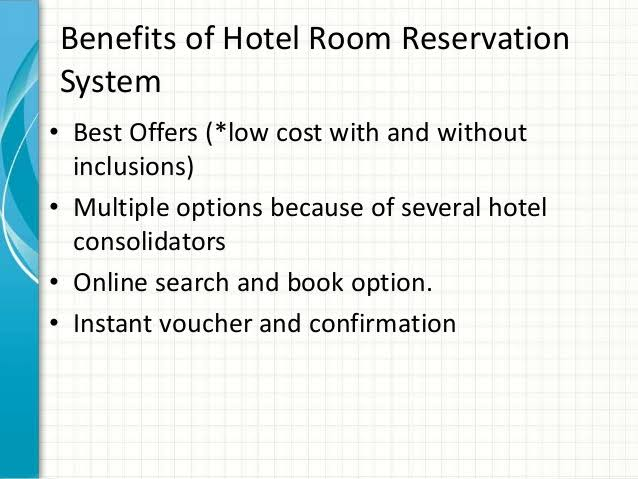 Benefits of Hotel Room Reservation
System
• Best Offers (*low cost with and without
inclusions)
• Multiple options because of several hotel
consolidators
• Online search and book option.
• Instant voucher and confirmation